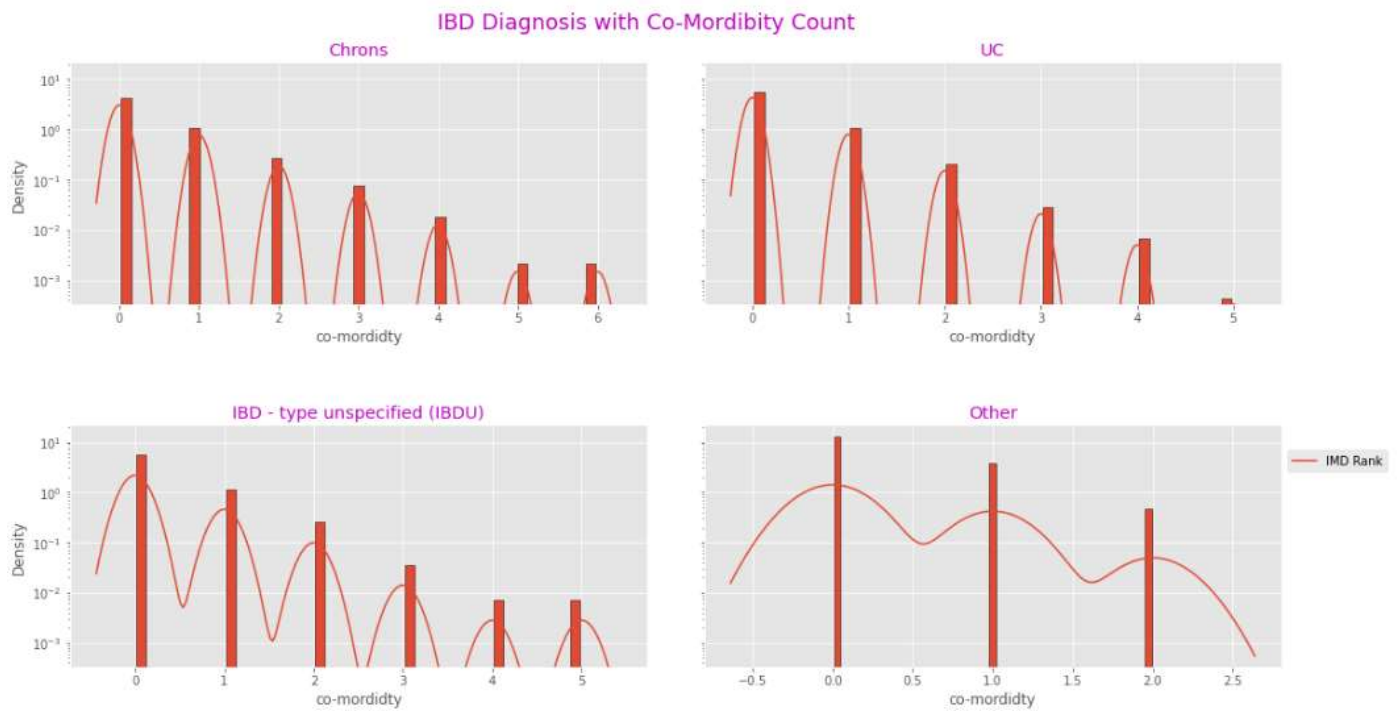 IBD Diagnosis with Co-Mordibity Count
Chrons
UC
Density
10¹
10⁰
10⁻¹
10⁻²
10⁻³
0 1 2 3 4 5 6
co-mordidty
0 1 2 3 4 5
co-mordidty
IBD - type unspecified (IBDU)
Other
Density
10¹
10⁰
10⁻¹
10⁻²
10⁻³
IMD Rank
0 1 2 3 4 5
co-mordidty
−0.5 0.0 0.5 1.0 1.5 2.0 2.5
co-mordidty